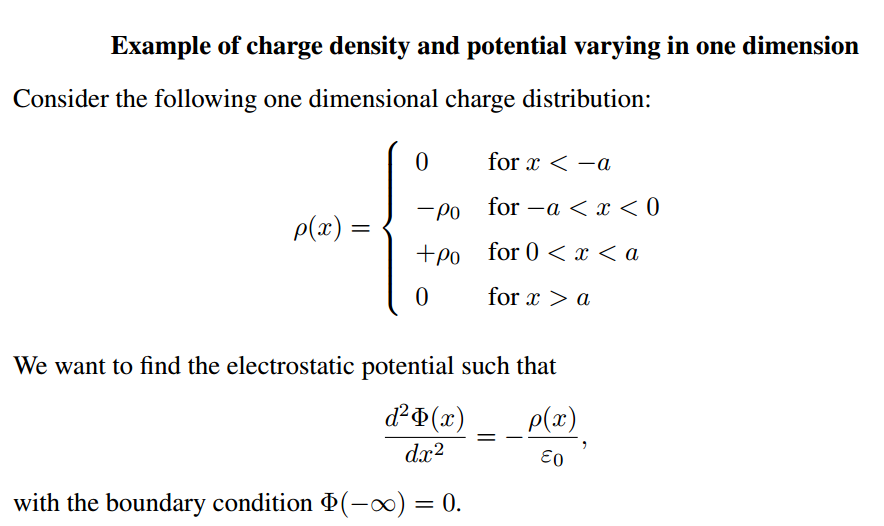 Example of charge density and potential varying in one dimension
Consider the following one dimensional charge distribution:
ρ(x) = {
0 for x < −a
−ρ₀ for −a < x < 0
+ρ₀ for 0 < x < a
0 for x > a
We want to find the electrostatic potential such that
d²Φ(x)/dx² = −ρ(x)/ε₀,
with the boundary condition Φ(−∞) = 0.